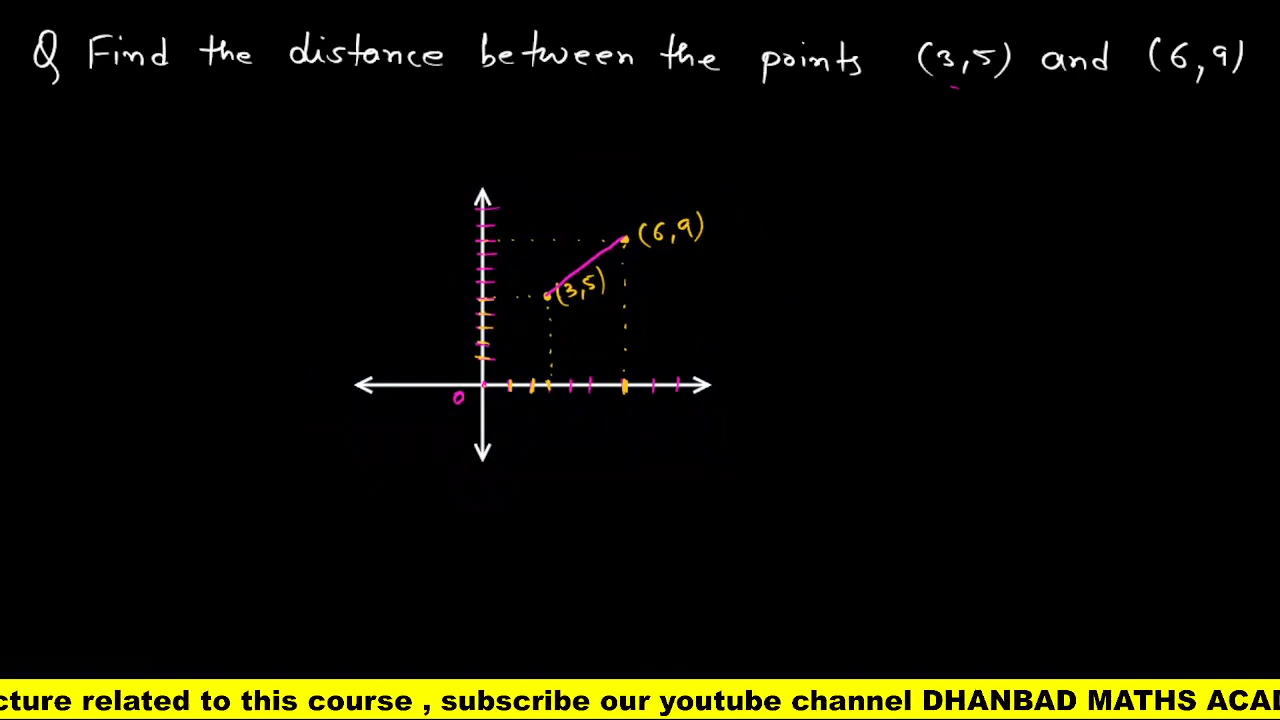 Q Find the distance between the points (3,5) and (6,9)
(6,9)
(3,5)
0
cture related to this course , subscribe our youtube channel DHANBAD MATHS ACA